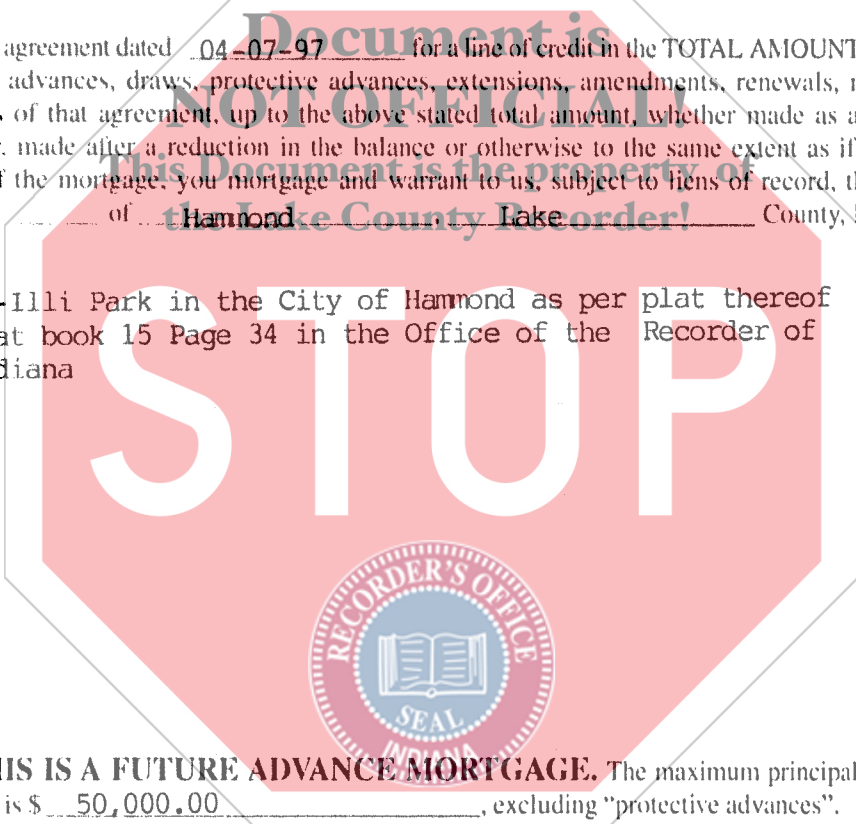 Document is
agreement dated 04-07-97 for a line of credit in the TOTAL AMOUNT
advances, draws, protective advances, extensions, amendments, renewals,
NOT OFFICIAL!
of that agreement, up to the above stated total amount, whether made as a
made after a reduction in the balance or otherwise to the same extent as if
This Document is the property of
f the mortgage, you mortgage and warrant to us, subject to liens of record, th
the Lake County Recorder!
of Hammond, Lake County,
-Illi Park in the City of Hammond as per plat thereof
at book 15 Page 34 in the Office of the Recorder of
diana
STOP
RECORDER'S OFFICE
SEAL
INDIANA
HIS IS A FUTURE ADVANCE MORTGAGE. The maximum principal
is $ 50,000.00, excluding "protective advances".